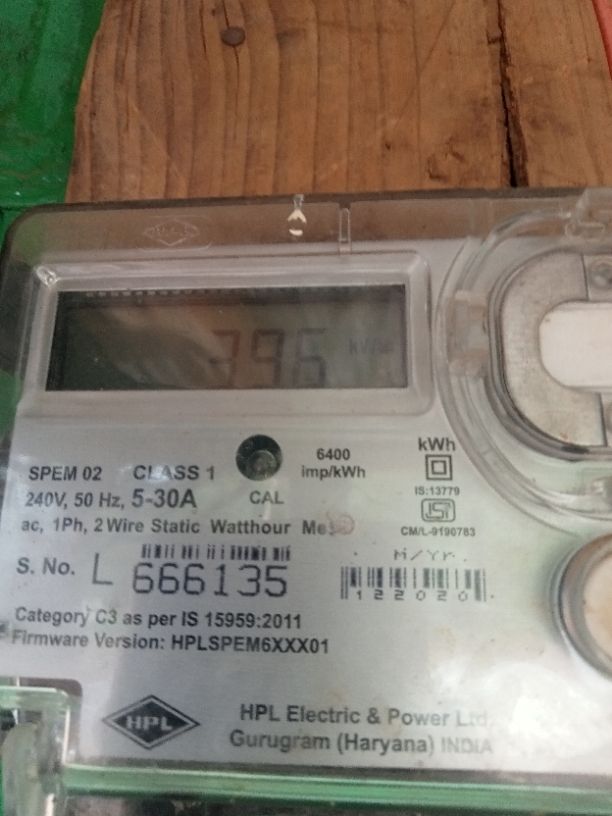 396 kWh
kWh
6400
imp/kWh
SPEM 02 CLASS 1
240V, 50 Hz, 5-30A
CAL
IS:13779
ISI
CM/L-9190783
ac, 1Ph, 2 Wire Static Watthour
M/Yr.
S. No. L 666135
122020
Category C3 as per IS 15959:2011
Firmware Version: HPLSPEM6XXX01
HPL
HPL Electric & Power Ltd.
Gurugram (Haryana) INDIA